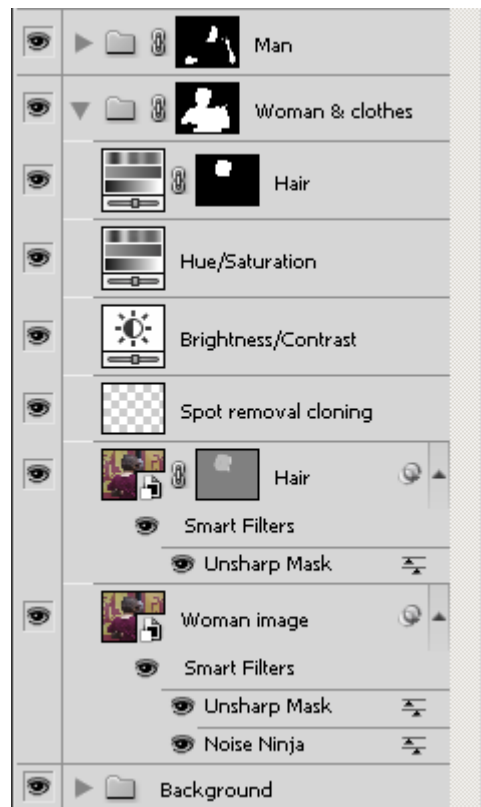 Man
Woman & clothes
Hair
Hue/Saturation
Brightness/Contrast
Spot removal cloning
Hair
Smart Filters
Unsharp Mask
Woman image
Smart Filters
Unsharp Mask
Noise Ninja
Background